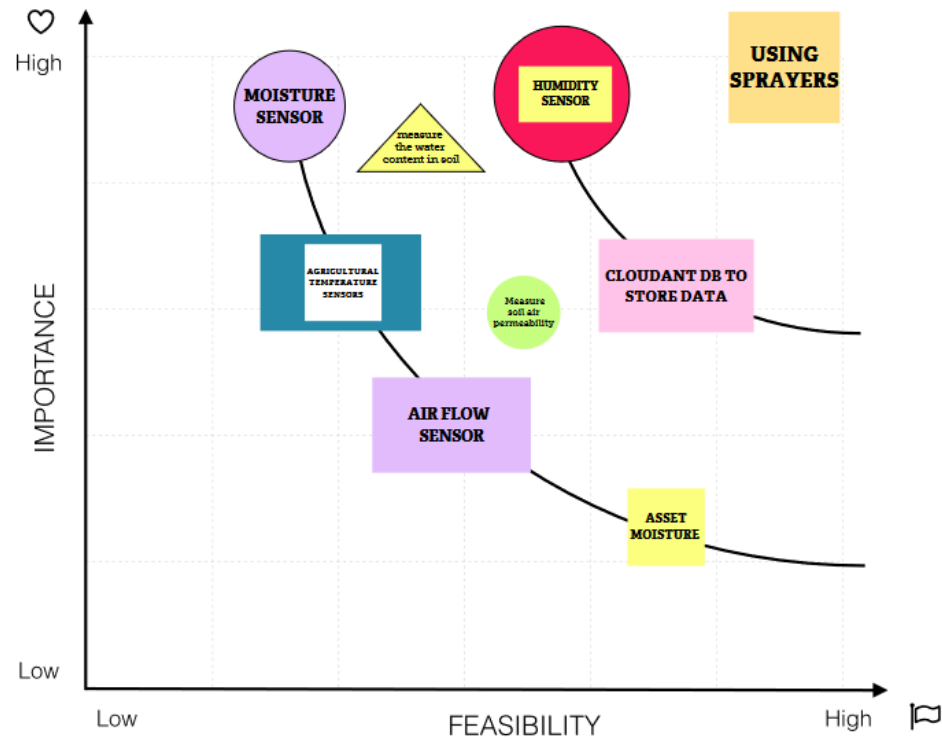 High
MOISTURE
SENSOR
measure
the water
content in soil
HUMIDITY
SENSOR
USING
SPRAYERS
AGRICULTURAL
TEMPERATURE
SENSORS
Measure
soil air
permeability
CLOUDANT DB TO
STORE DATA
IMPORTANCE
AIR FLOW
SENSOR
ASSET
MOISTURE
Low
Low
FEASIBILITY
High